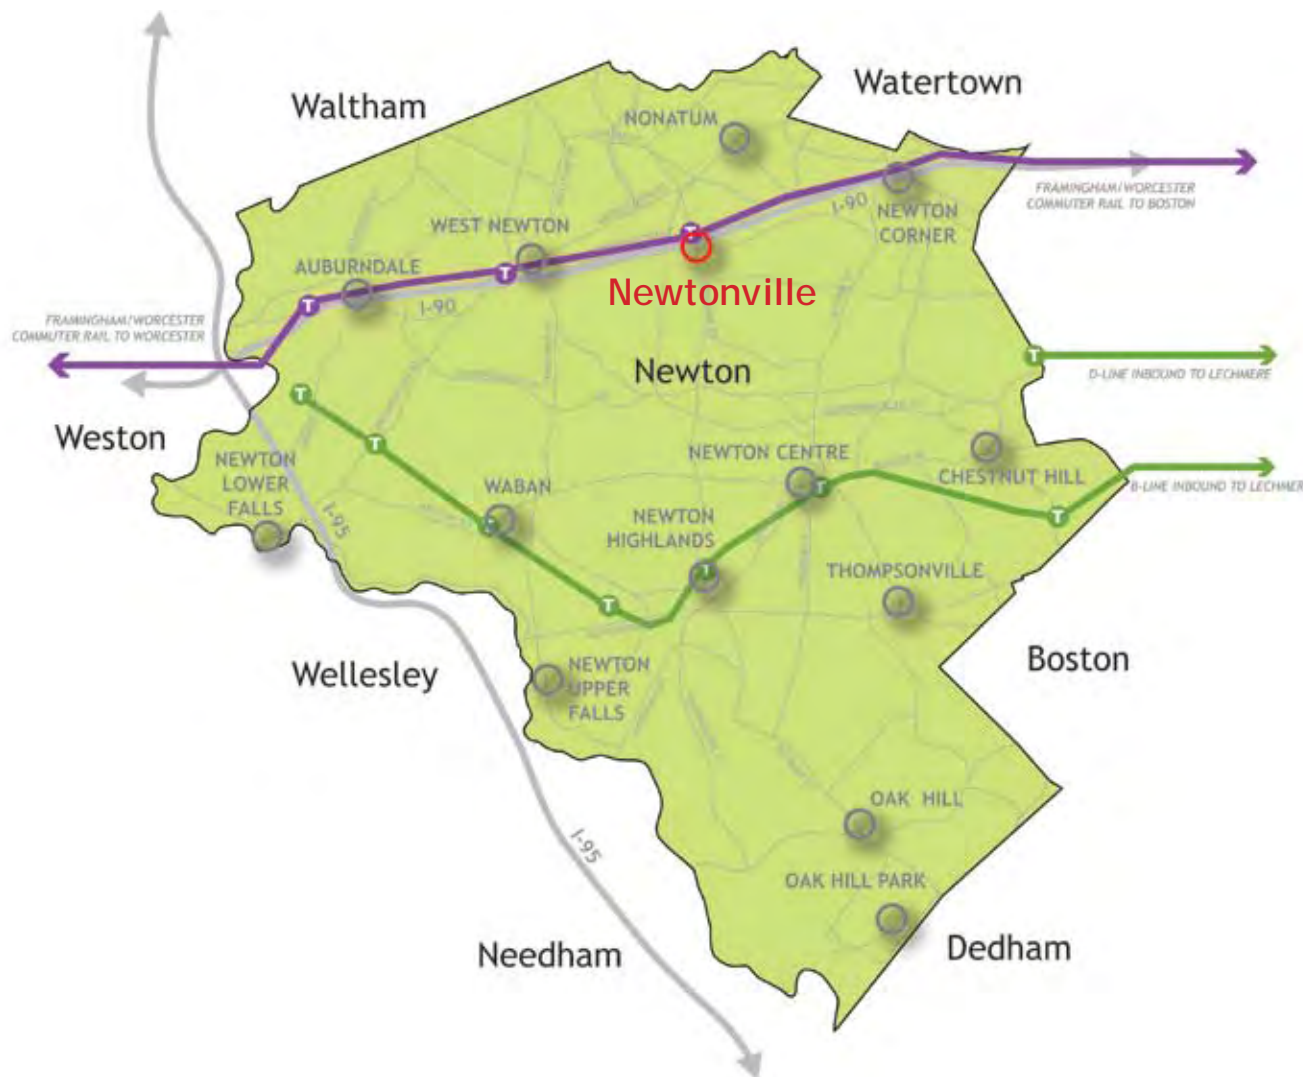 Waltham
Watertown
NONATUM
FRAMINGHAM/WORCESTER
COMMUTER RAIL TO BOSTON
I-90
NEWTON
CORNER
WEST NEWTON
T
AUBURNDALE
T
T
I-90
Newtonville
FRAMINGHAM/WORCESTER
COMMUTER RAIL TO WORCESTER
Newton
T
D-LINE INBOUND TO LECHMERE
T
Weston
T
NEWTON
LOWER
FALLS
NEWTON CENTRE
CHESTNUT HILL
B-LINE INBOUND TO LECHME
WABAN
T
T
I-95
NEWTON
HIGHLANDS
T
T
THOMPSONVILLE
T
Wellesley
NEWTON
UPPER
FALLS
Boston
OAK HILL
I-95
OAK HILL PARK
Needham
Dedham